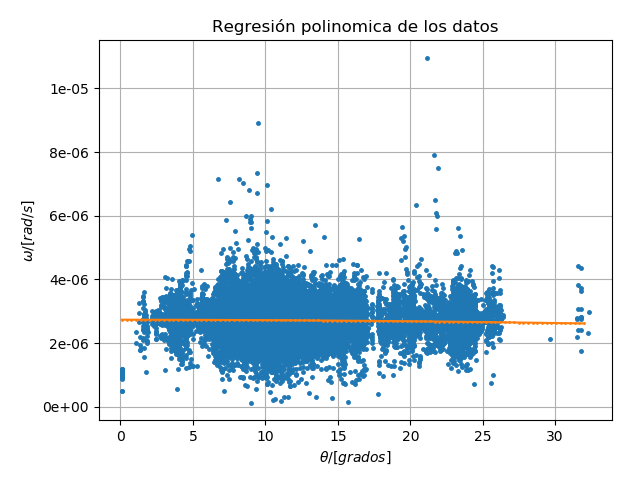 Regresión polinomica de los datos
1e-05
8e-06
6e-06
4e-06
2e-06
0e+00
ω/[rad/s]
0 5 10 15 20 25 30
θ/[grados]